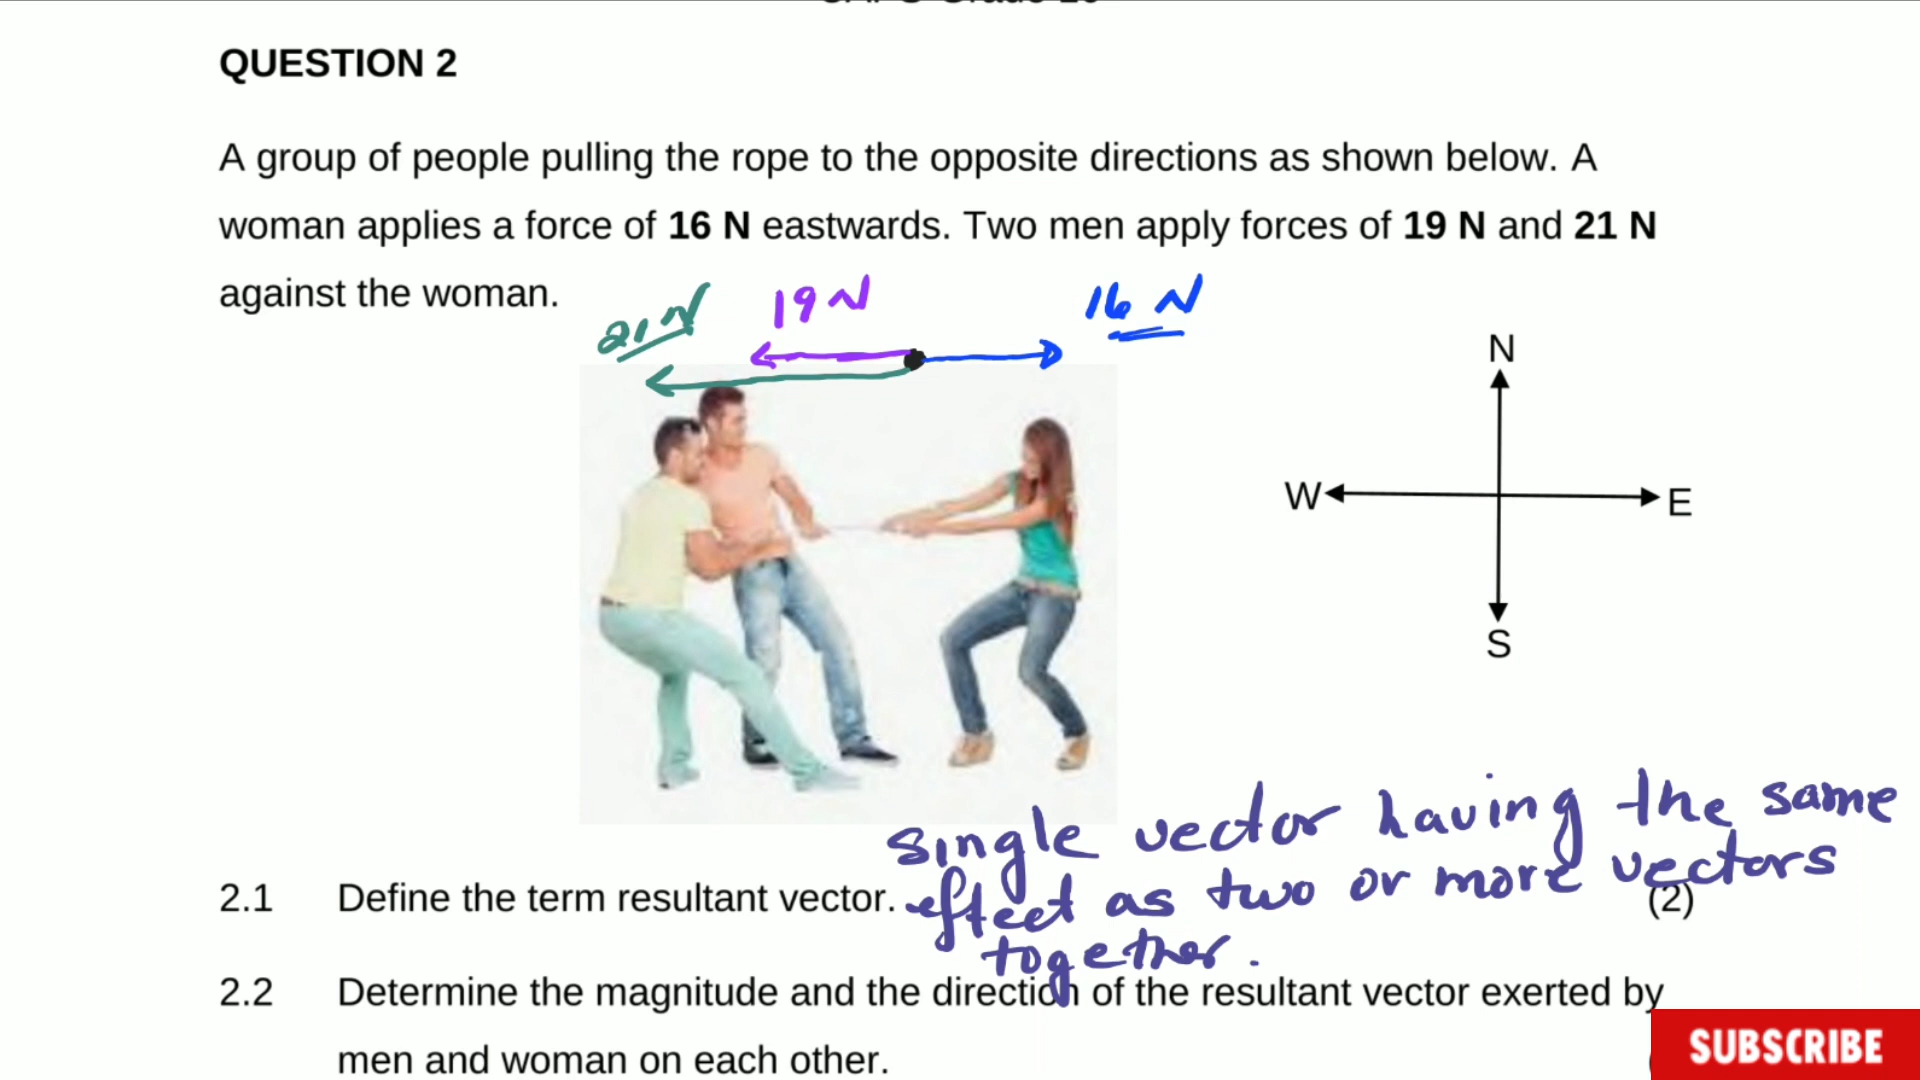 QUESTION 2
A group of people pulling the rope to the opposite directions as shown below. A
woman applies a force of 16 N eastwards. Two men apply forces of 19 N and 21 N
against the woman.
21 N
19 N
16 N
N
W
E
S
single vector having the same
2.1 Define the term resultant vector. effect as two or more vectors
(2)
together.
2.2 Determine the magnitude and the direction of the resultant vector exerted by
men and woman on each other.
SUBSCRIBE